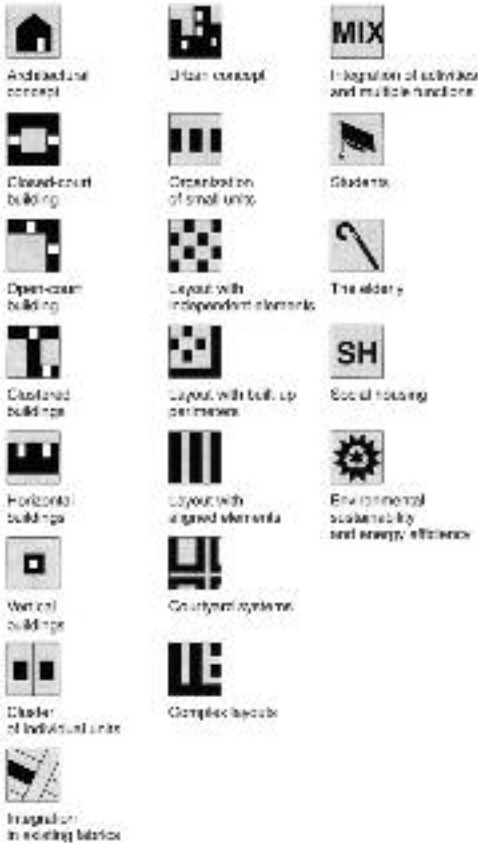 Architectural
concept
Closed-court
building
Open-court
building
Clustered
buildings
Horizontal
buildings
Vertical
buildings
Cluster
of individual units
Integration
in existing fabrics
Urban concept
Organization
of small units
Layout with
independent elements
Layout with built-up
perimeters
Layout with
aligned elements
Courtyard systems
Complex layouts
MIX
Integration of activities
and multiple functions
Students
The elderly
SH
Social housing
Environmental
sustainability
and energy efficiency